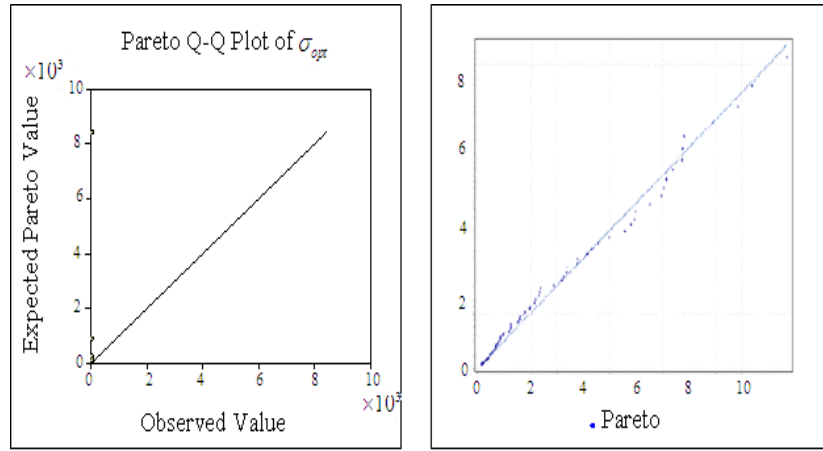 Pareto Q-Q Plot of σopt
×10³
Expected Pareto Value
10
8
6
4
2
0
0 2 4 6 8 10
×10³
Observed Value
8
6
4
2
0
0 2 4 6 8 10
Pareto